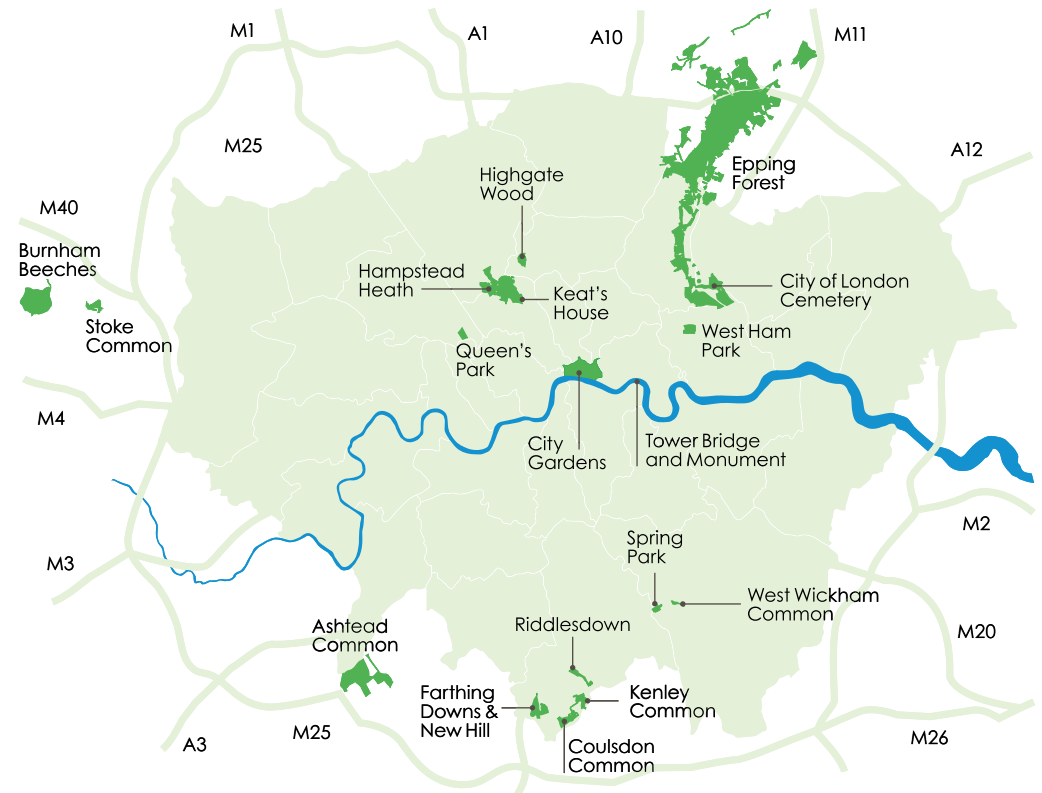 M1
A1
A10
M11
M25
A12
Epping
Forest
Highgate
Wood
M40
Burnham
Beeches
Hampstead
Heath
Keat's
House
City of London
Cemetery
Stoke
Common
Queen's
Park
West Ham
Park
M4
City
Gardens
Tower Bridge
and Monument
M2
M3
Spring
Park
West Wickham
Common
Ashtead
Common
Riddlesdown
M20
Farthing
Downs &
New Hill
Kenley
Common
M25
A3
Coulsdon
Common
M26